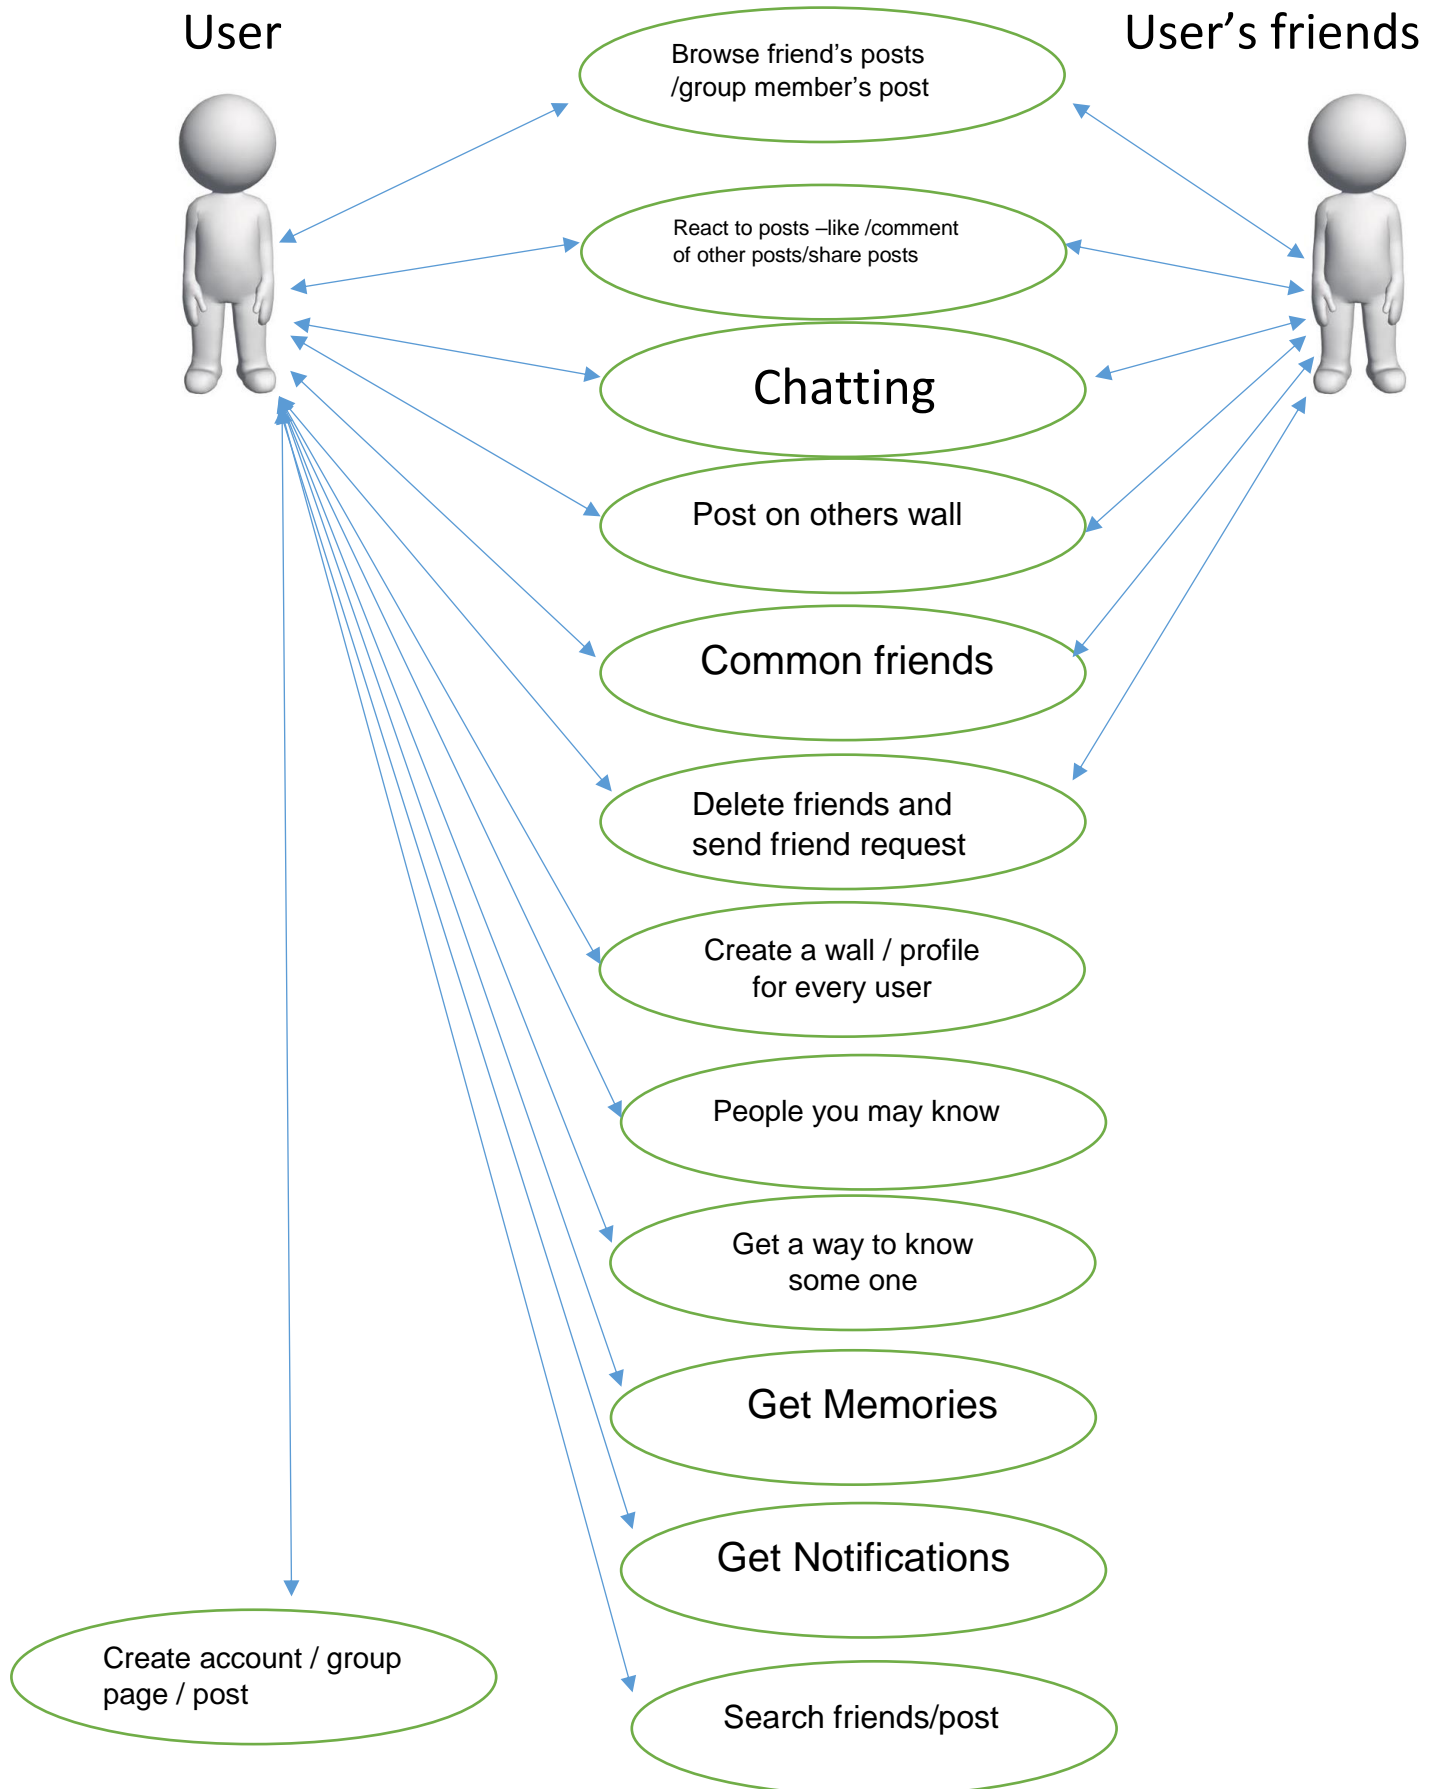 User
User's friends
Browse friend's posts
/group member's post
React to posts –like /comment
of other posts/share posts
Chatting
Post on others wall
Common friends
Delete friends and
send friend request
Create a wall / profile
for every user
People you may know
Get a way to know
some one
Get Memories
Get Notifications
Create account / group
page / post
Search friends/post